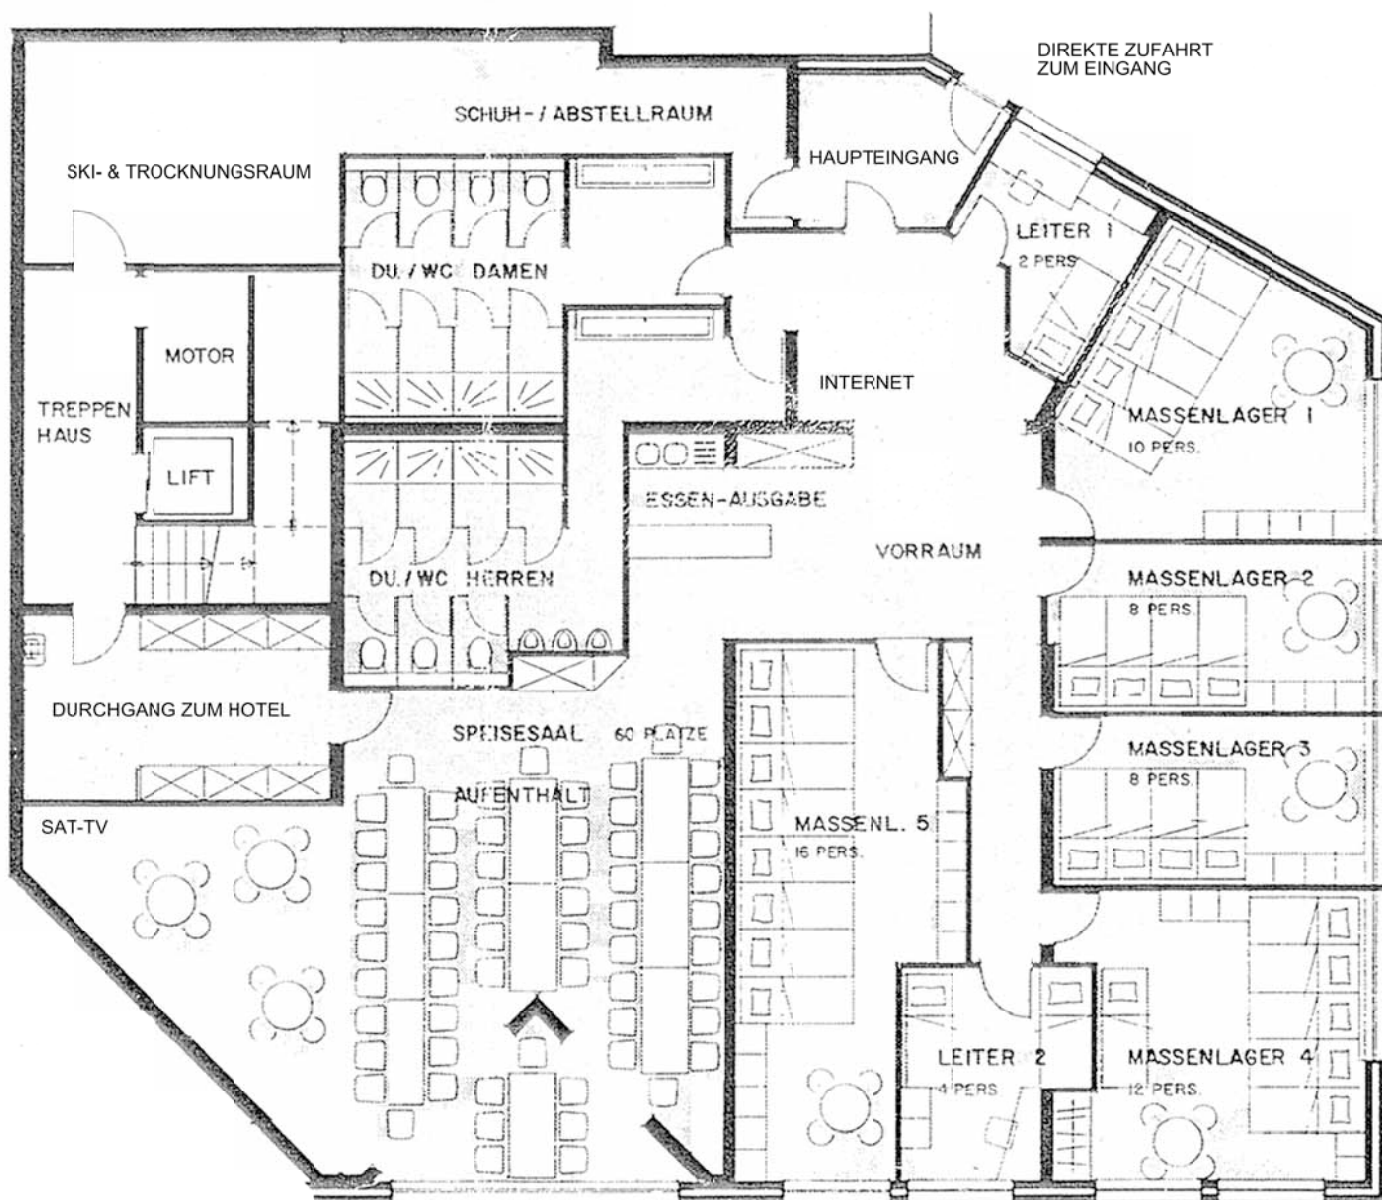 DIREKTE ZUFAHRT
ZUM EINGANG
SCHUH-/ABSTELLRAUM
HAUPTEINGANG
SKI- & TROCKNUNGSRAUM
LEITER 1
2 PERS.
DU./WC DAMEN
MOTOR
INTERNET
TREPPEN
HAUS
MASSENLAGER 1
10 PERS.
LIFT
ESSEN-AUSGABE
VORRAUM
DU./WC HERREN
MASSENLAGER 2
8 PERS.
DURCHGANG ZUM HOTEL
SPEISESAAL 60 PLÄTZE
MASSENLAGER 3
8 PERS.
AUFENTHALT
SAT-TV
MASSENL. 5
16 PERS.
LEITER 2
4 PERS.
MASSENLAGER 4
12 PERS.